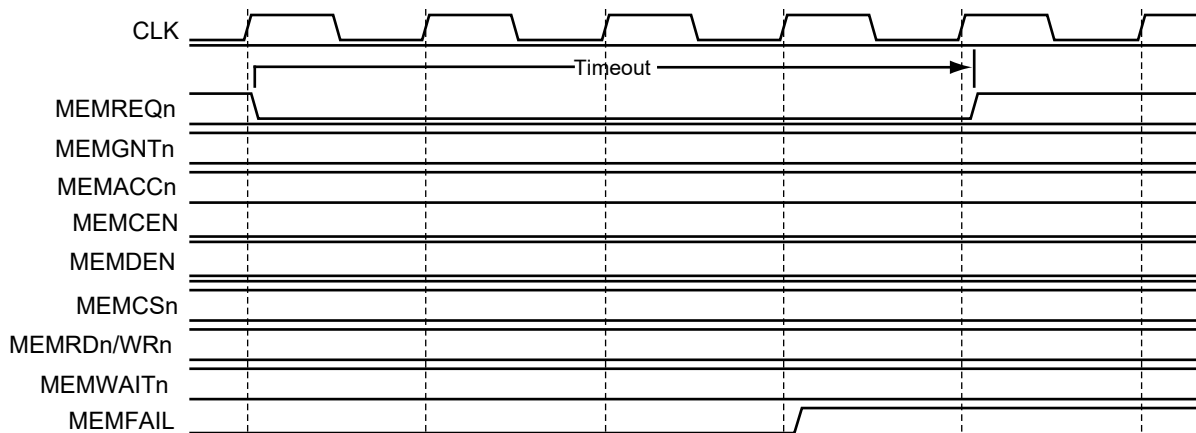 CLK
Timeout
MEMREQn
MEMGNTn
MEMACCn
MEMCEN
MEMDEN
MEMCSn
MEMRDn/WRn
MEMWAITn
MEMFAIL